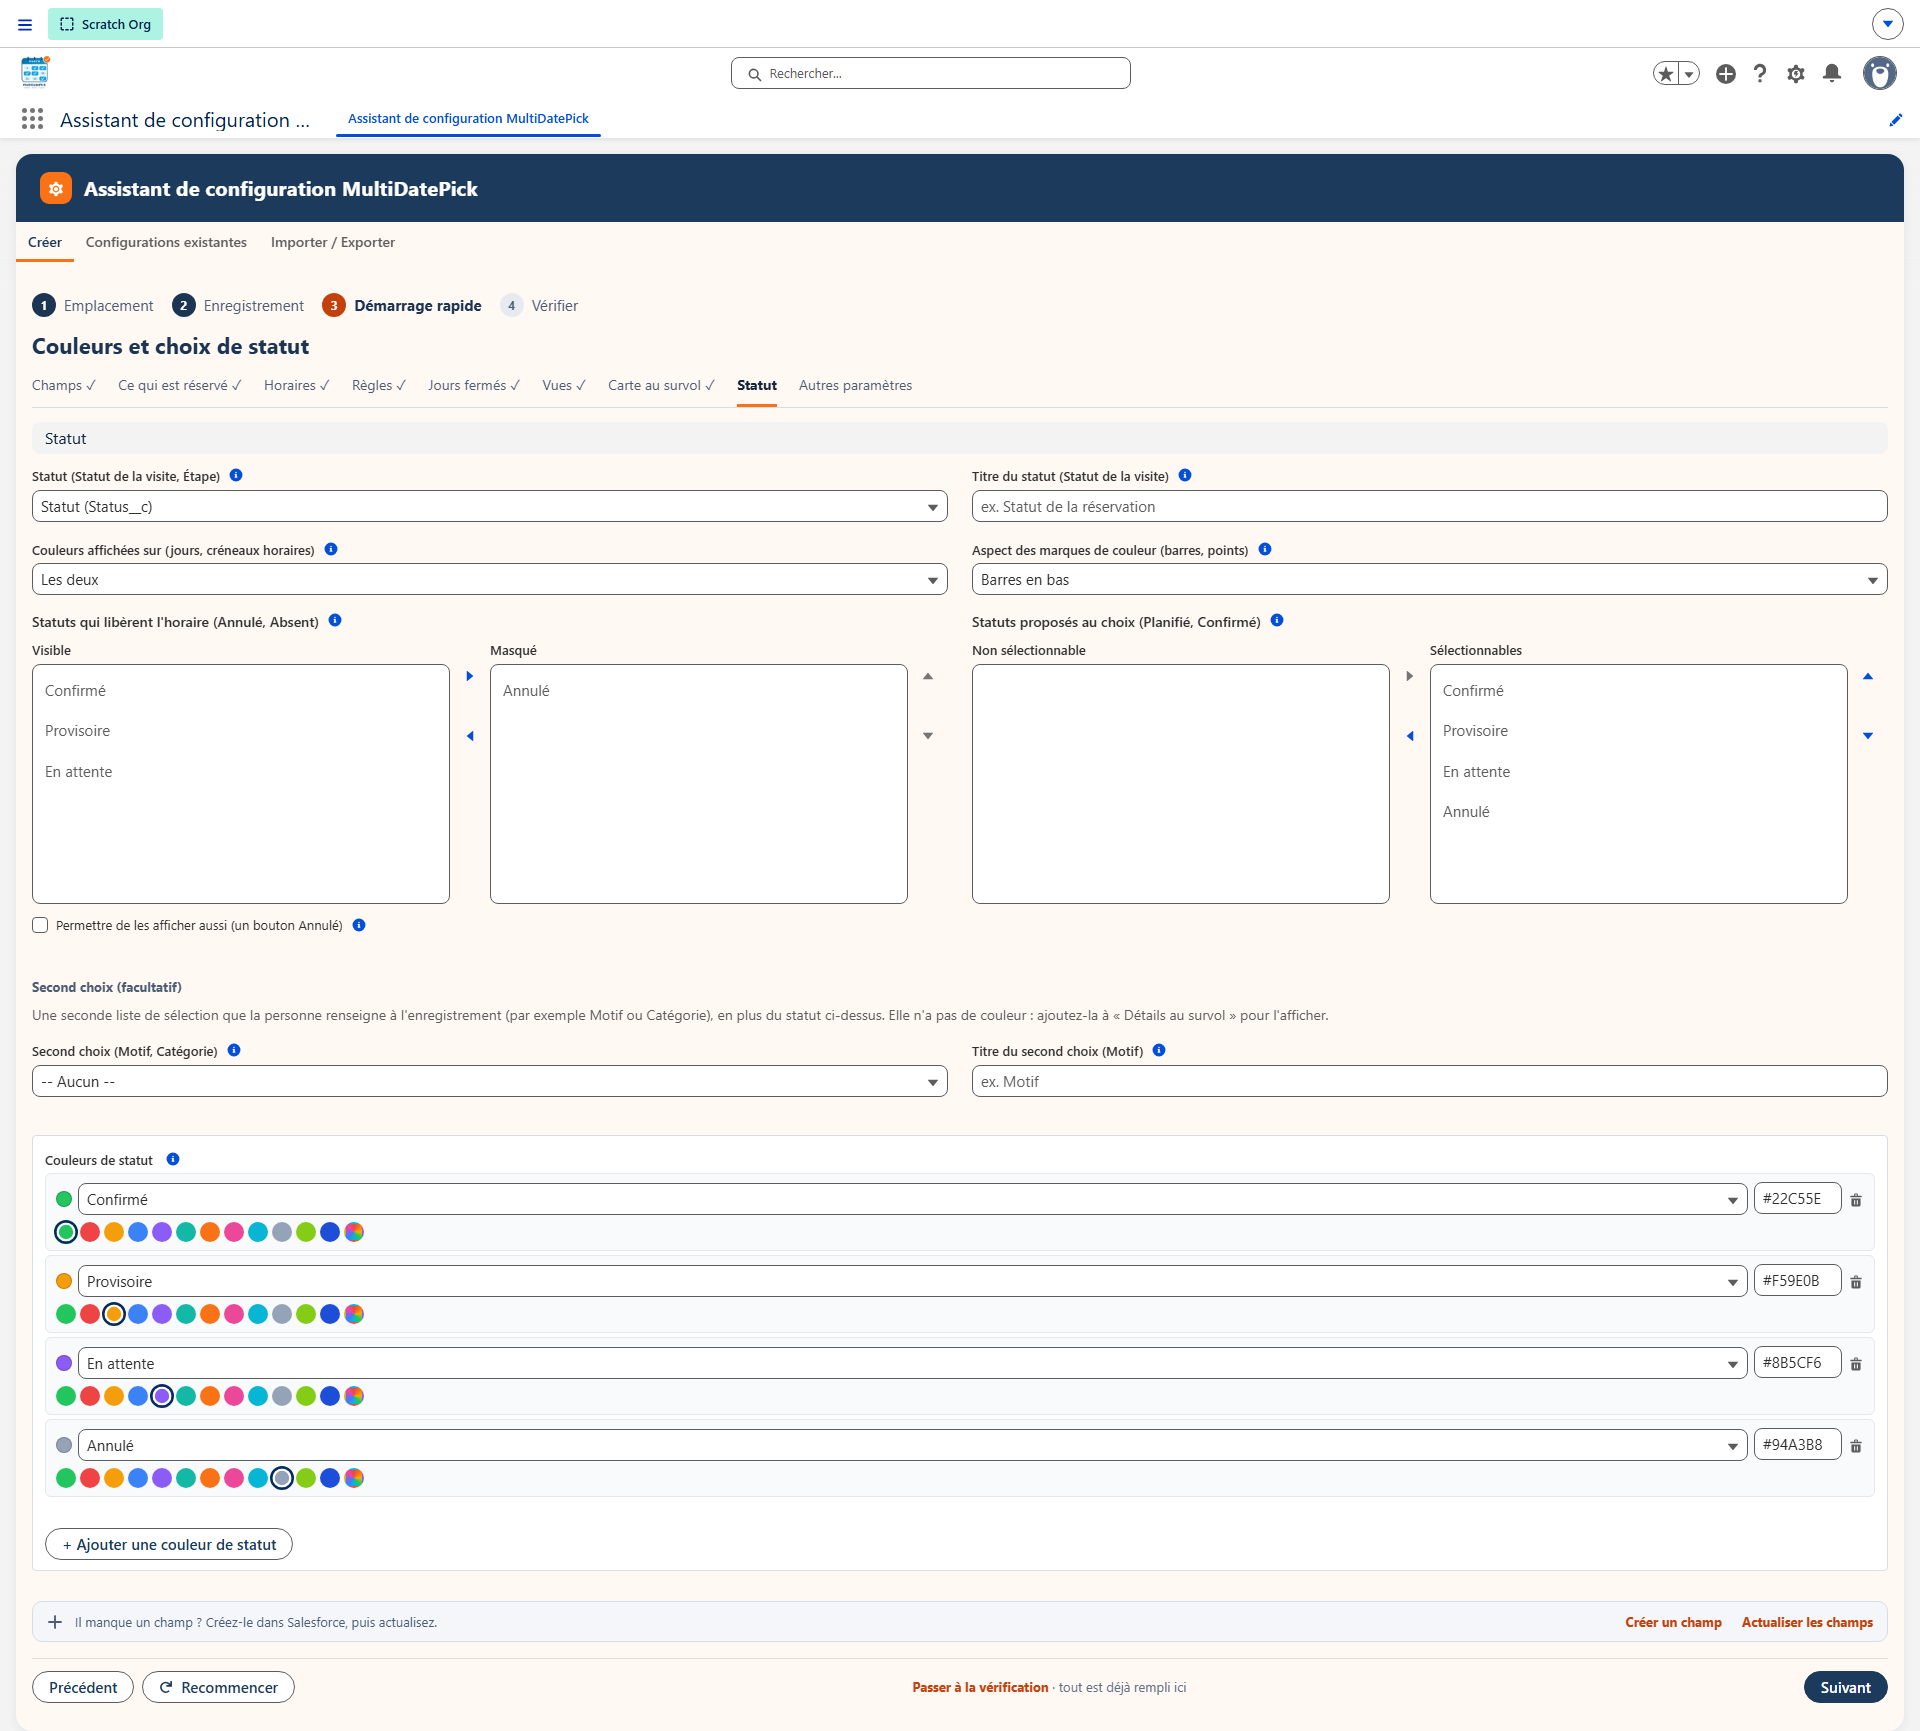 Scratch Org
Rechercher...
Assistant de configuration ...
Assistant de configuration MultiDatePick
Assistant de configuration MultiDatePick
Créer
Configurations existantes
Importer / Exporter
1 Emplacement
2 Enregistrement
3 Démarrage rapide
4 Vérifier
Couleurs et choix de statut
Champs ✓
Ce qui est réservé ✓
Horaires ✓
Règles ✓
Jours fermés ✓
Vues ✓
Carte au survol ✓
Statut
Autres paramètres
Statut
Statut (Statut de la visite, Étape)
Titre du statut (Statut de la visite)
Statut (Status__c)
ex. Statut de la réservation
Couleurs affichées sur (jours, créneaux horaires)
Aspect des marques de couleur (barres, points)
Les deux
Barres en bas
Statuts qui libèrent l'horaire (Annulé, Absent)
Statuts proposés au choix (Planifié, Confirmé)
Visible
Masqué
Non sélectionnable
Sélectionnables
Confirmé
Provisoire
En attente
Annulé
Confirmé
Provisoire
En attente
Annulé
Permettre de les afficher aussi (un bouton Annulé)
Second choix (facultatif)
Une seconde liste de sélection que la personne renseigne à l'enregistrement (par exemple Motif ou Catégorie), en plus du statut ci-dessus. Elle n'a pas de couleur : ajoutez-la à « Détails au survol » pour l'afficher.
Second choix (Motif, Catégorie)
Titre du second choix (Motif)
-- Aucun --
ex. Motif
Couleurs de statut
Confirmé
#22C55E
Provisoire
#F59E0B
En attente
#8B5CF6
Annulé
#94A3B8
+ Ajouter une couleur de statut
Il manque un champ ? Créez-le dans Salesforce, puis actualisez.
Créer un champ
Actualiser les champs
Précédent
Recommencer
Passer à la vérification · tout est déjà rempli ici
Suivant